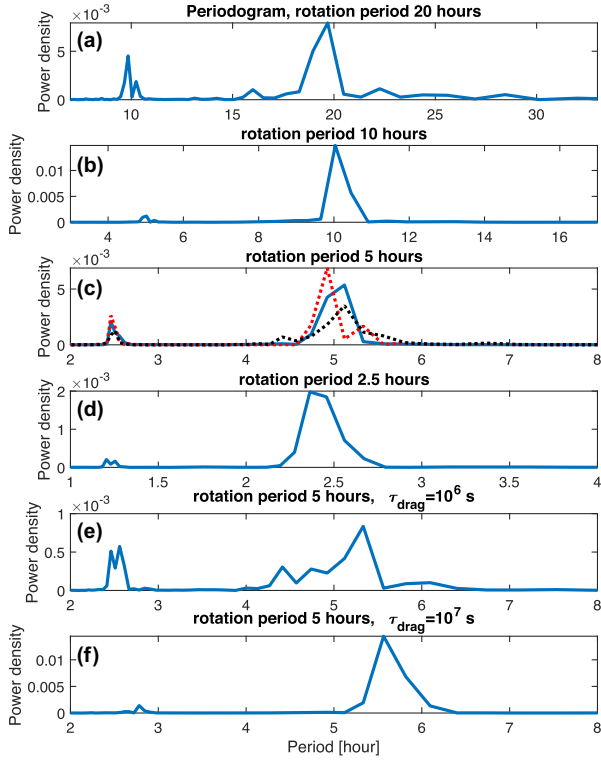 Periodogram, rotation period 20 hours
×10⁻³
(a)
Power density
5
0
10 15 20 25 30
rotation period 10 hours
(b)
Power density
0.01
0.005
0
4 6 8 10 12 14 16
rotation period 5 hours
×10⁻³
(c)
Power density
5
0
2 3 4 5 6 7 8
rotation period 2.5 hours
×10⁻³
(d)
Power density
2
1
0
1 1.5 2 2.5 3 3.5 4
rotation period 5 hours, τ_drag=10⁶ s
×10⁻³
(e)
Power density
1
0.5
0
2 3 4 5 6 7 8
rotation period 5 hours, τ_drag=10⁷ s
(f)
Power density
0.01
0.005
0
2 3 4 5 6 7 8
Period [hour]